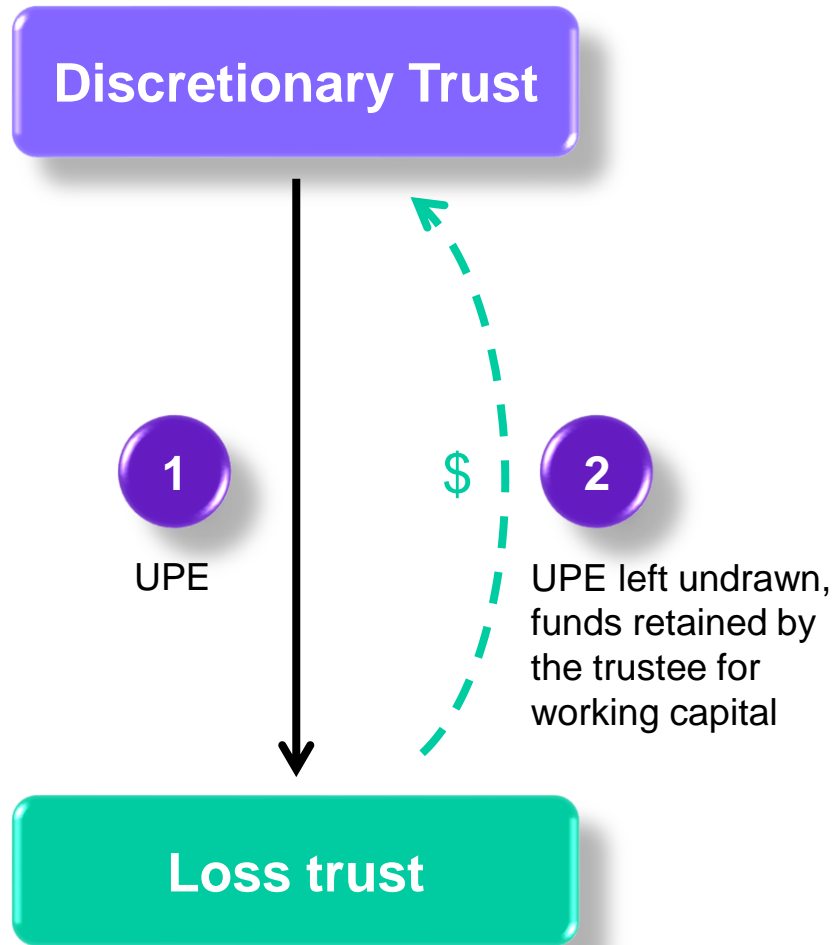 Discretionary Trust
1
UPE
$
2
UPE left undrawn,
funds retained by
the trustee for
working capital
Loss trust